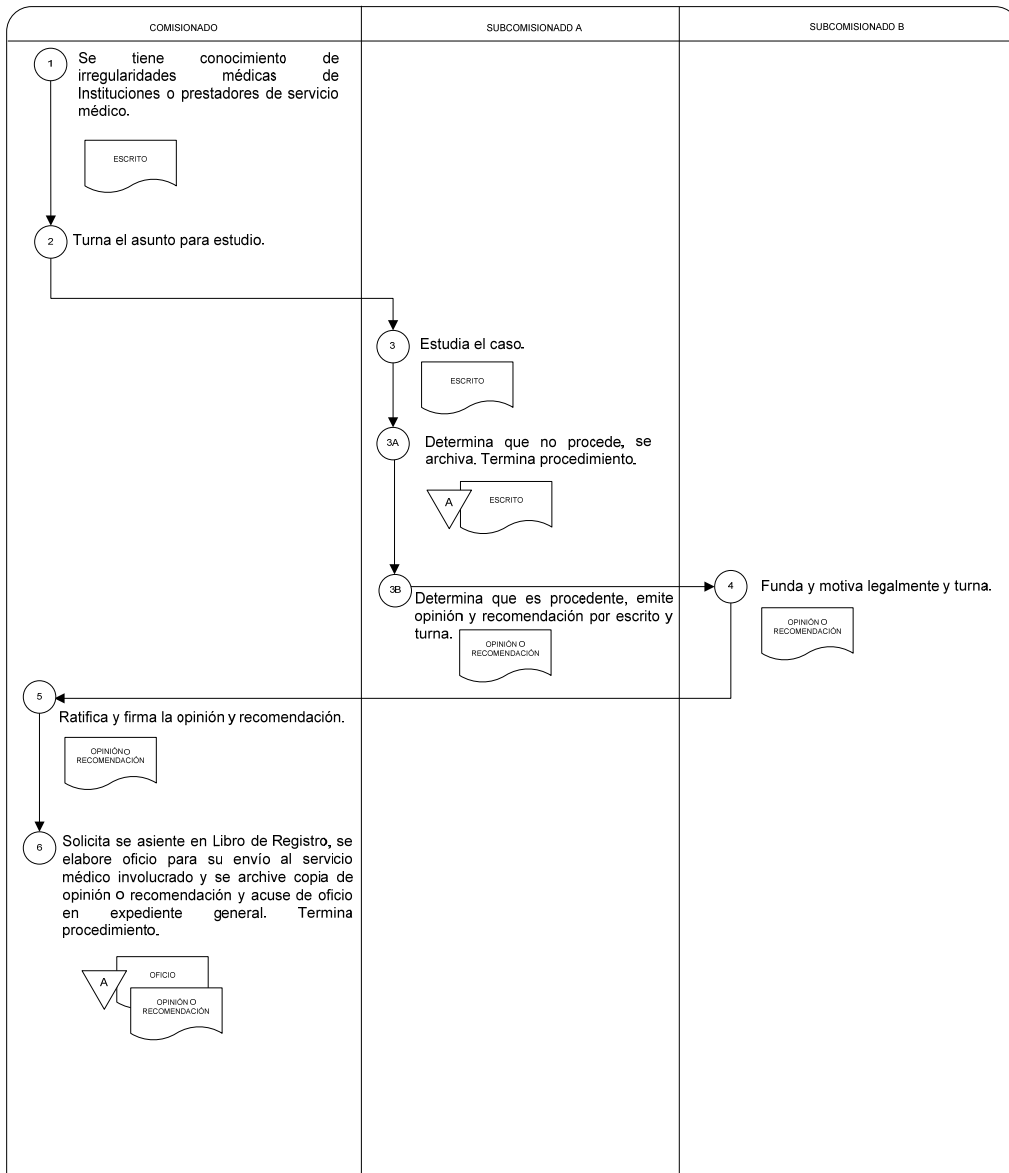 COMISIONADO
SUBCOMISIONADO A
SUBCOMISIONADD B
1
Se tiene conocimiento de
irregularidades médicas de
Instituciones o prestadores de servicio
médico.
ESCRITO
2
Turna el asunto para estudio.
3
Estudia el caso.
ESCRITO
3A
Determina que no procede, se
archiva. Termina procedimiento.
A
ESCRITO
3B
Determina que es procedente, emite
opinión y recomendación por escrito y
turna.
OPINIÓN O
RECOMENDACIÓN
4
Funda y motiva legalmente y turna.
OPINIÓN O
RECOMENDACIÓN
5
Ratifica y firma la opinión y recomendación.
OPINIÓN O
RECOMENDACIÓN
6
Solicita se asiente en Libro de Registro, se
elabore oficio para su envío al servicio
médico involucrado y se archive copia de
opinión o recomendación y acuse de oficio
en expediente general. Termina
procedimiento.
A
OFICIO
OPINIÓN O
RECOMENDACIÓN